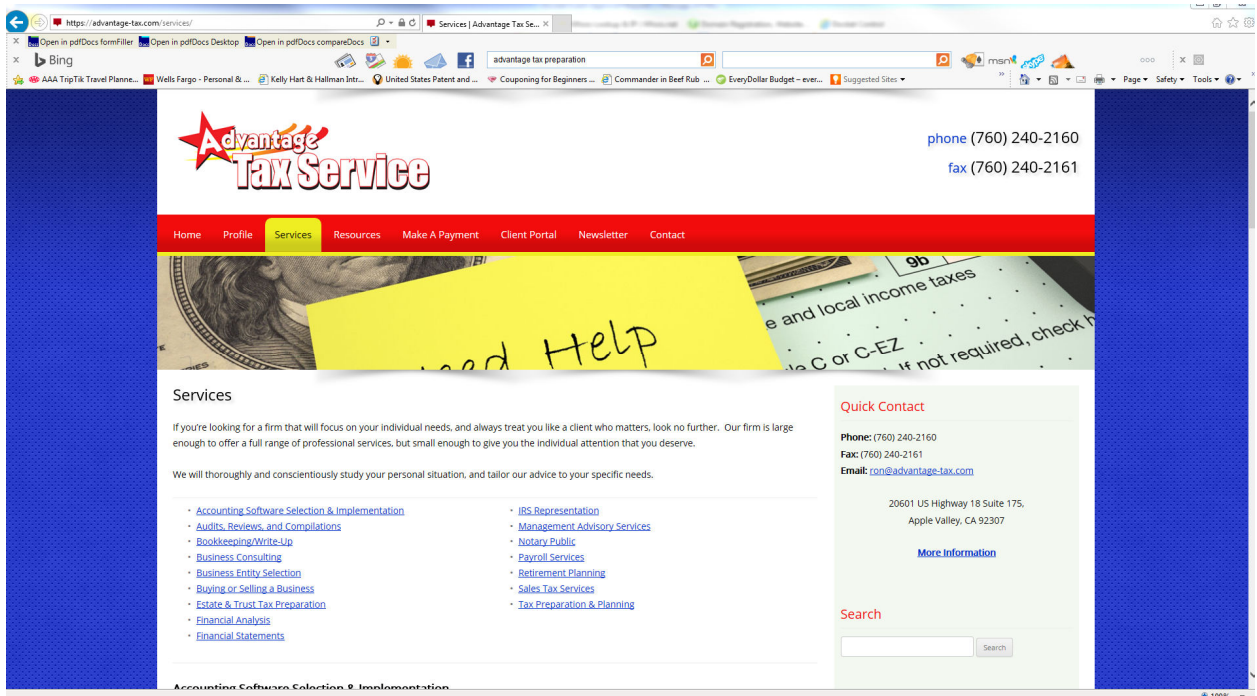 https://advantage-tax.com/services/
Services | Advantage Tax Se...
Open in pdfDocs formFiller Open in pdfDocs Desktop Open in pdfDocs compareDocs
Bing
advantage tax preparation
msn
AAA TripTik Travel Planne... Wells Fargo - Personal & ... Kelly Hart & Hallman Intr... United States Patent and ... Couponing for Beginners ... Commander in Beef Rub ... EveryDollar Budget – ever... Suggested Sites
Page Safety Tools
Advantage
Tax Service
phone (760) 240-2160
fax (760) 240-2161
Home Profile Services Resources Make A Payment Client Portal Newsletter Contact
9b
e and local income taxes
Help
C or C-EZ
If not required, check
Services
If you're looking for a firm that will focus on your individual needs, and always treat you like a client who matters, look no further. Our firm is large
enough to offer a full range of professional services, but small enough to give you the individual attention that you deserve.
We will thoroughly and conscientiously study your personal situation, and tailor our advice to your specific needs.
Accounting Software Selection & Implementation
Audits, Reviews, and Compilations
Bookkeeping/Write-Up
Business Consulting
Business Entity Selection
Buying or Selling a Business
Estate & Trust Tax Preparation
Financial Analysis
Financial Statements
IRS Representation
Management Advisory Services
Notary Public
Payroll Services
Retirement Planning
Sales Tax Services
Tax Preparation & Planning
Quick Contact
Phone: (760) 240-2160
Fax: (760) 240-2161
Email: ron@advantage-tax.com
20601 US Highway 18 Suite 175,
Apple Valley, CA 92307
More Information
Search
Search
Accounting Software Selection & Implementation
100%